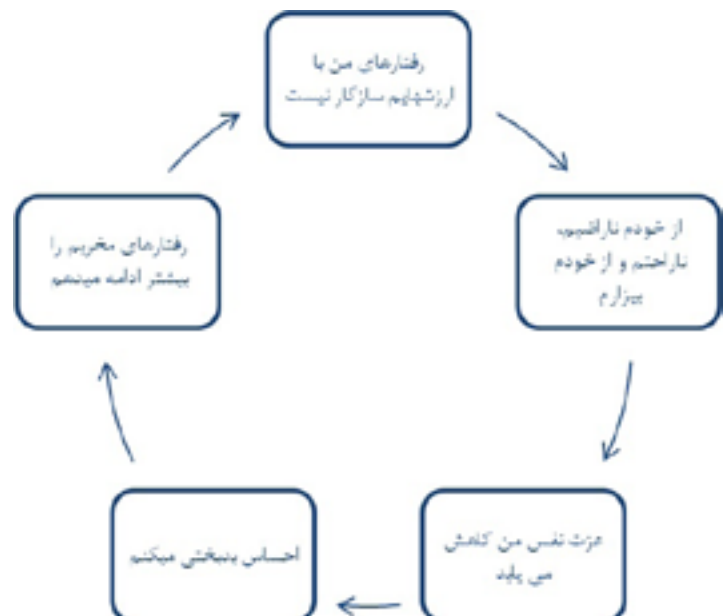 رفتارهای من با
ارزشهایم سازگار نیست
از خودم ناراضیم،
ناراحتم و از خودم
بیزارم
عزت نفس من کاهش
می یابد
احساس بدبختی میکنم
رفتارهای مخربم را
بیشتر ادامه میدهم